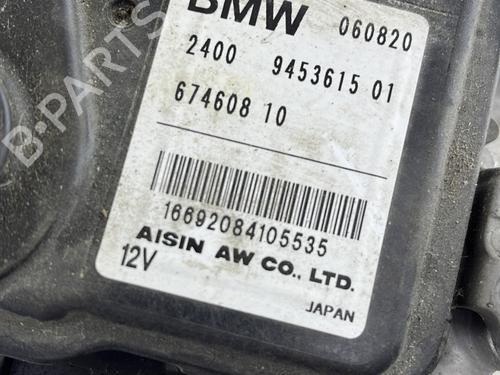 BMW 060820
2400 9453615 01
674608 10
16692084105535
AISIN AW CO., LTD.
12V
JAPAN
B-PARTS